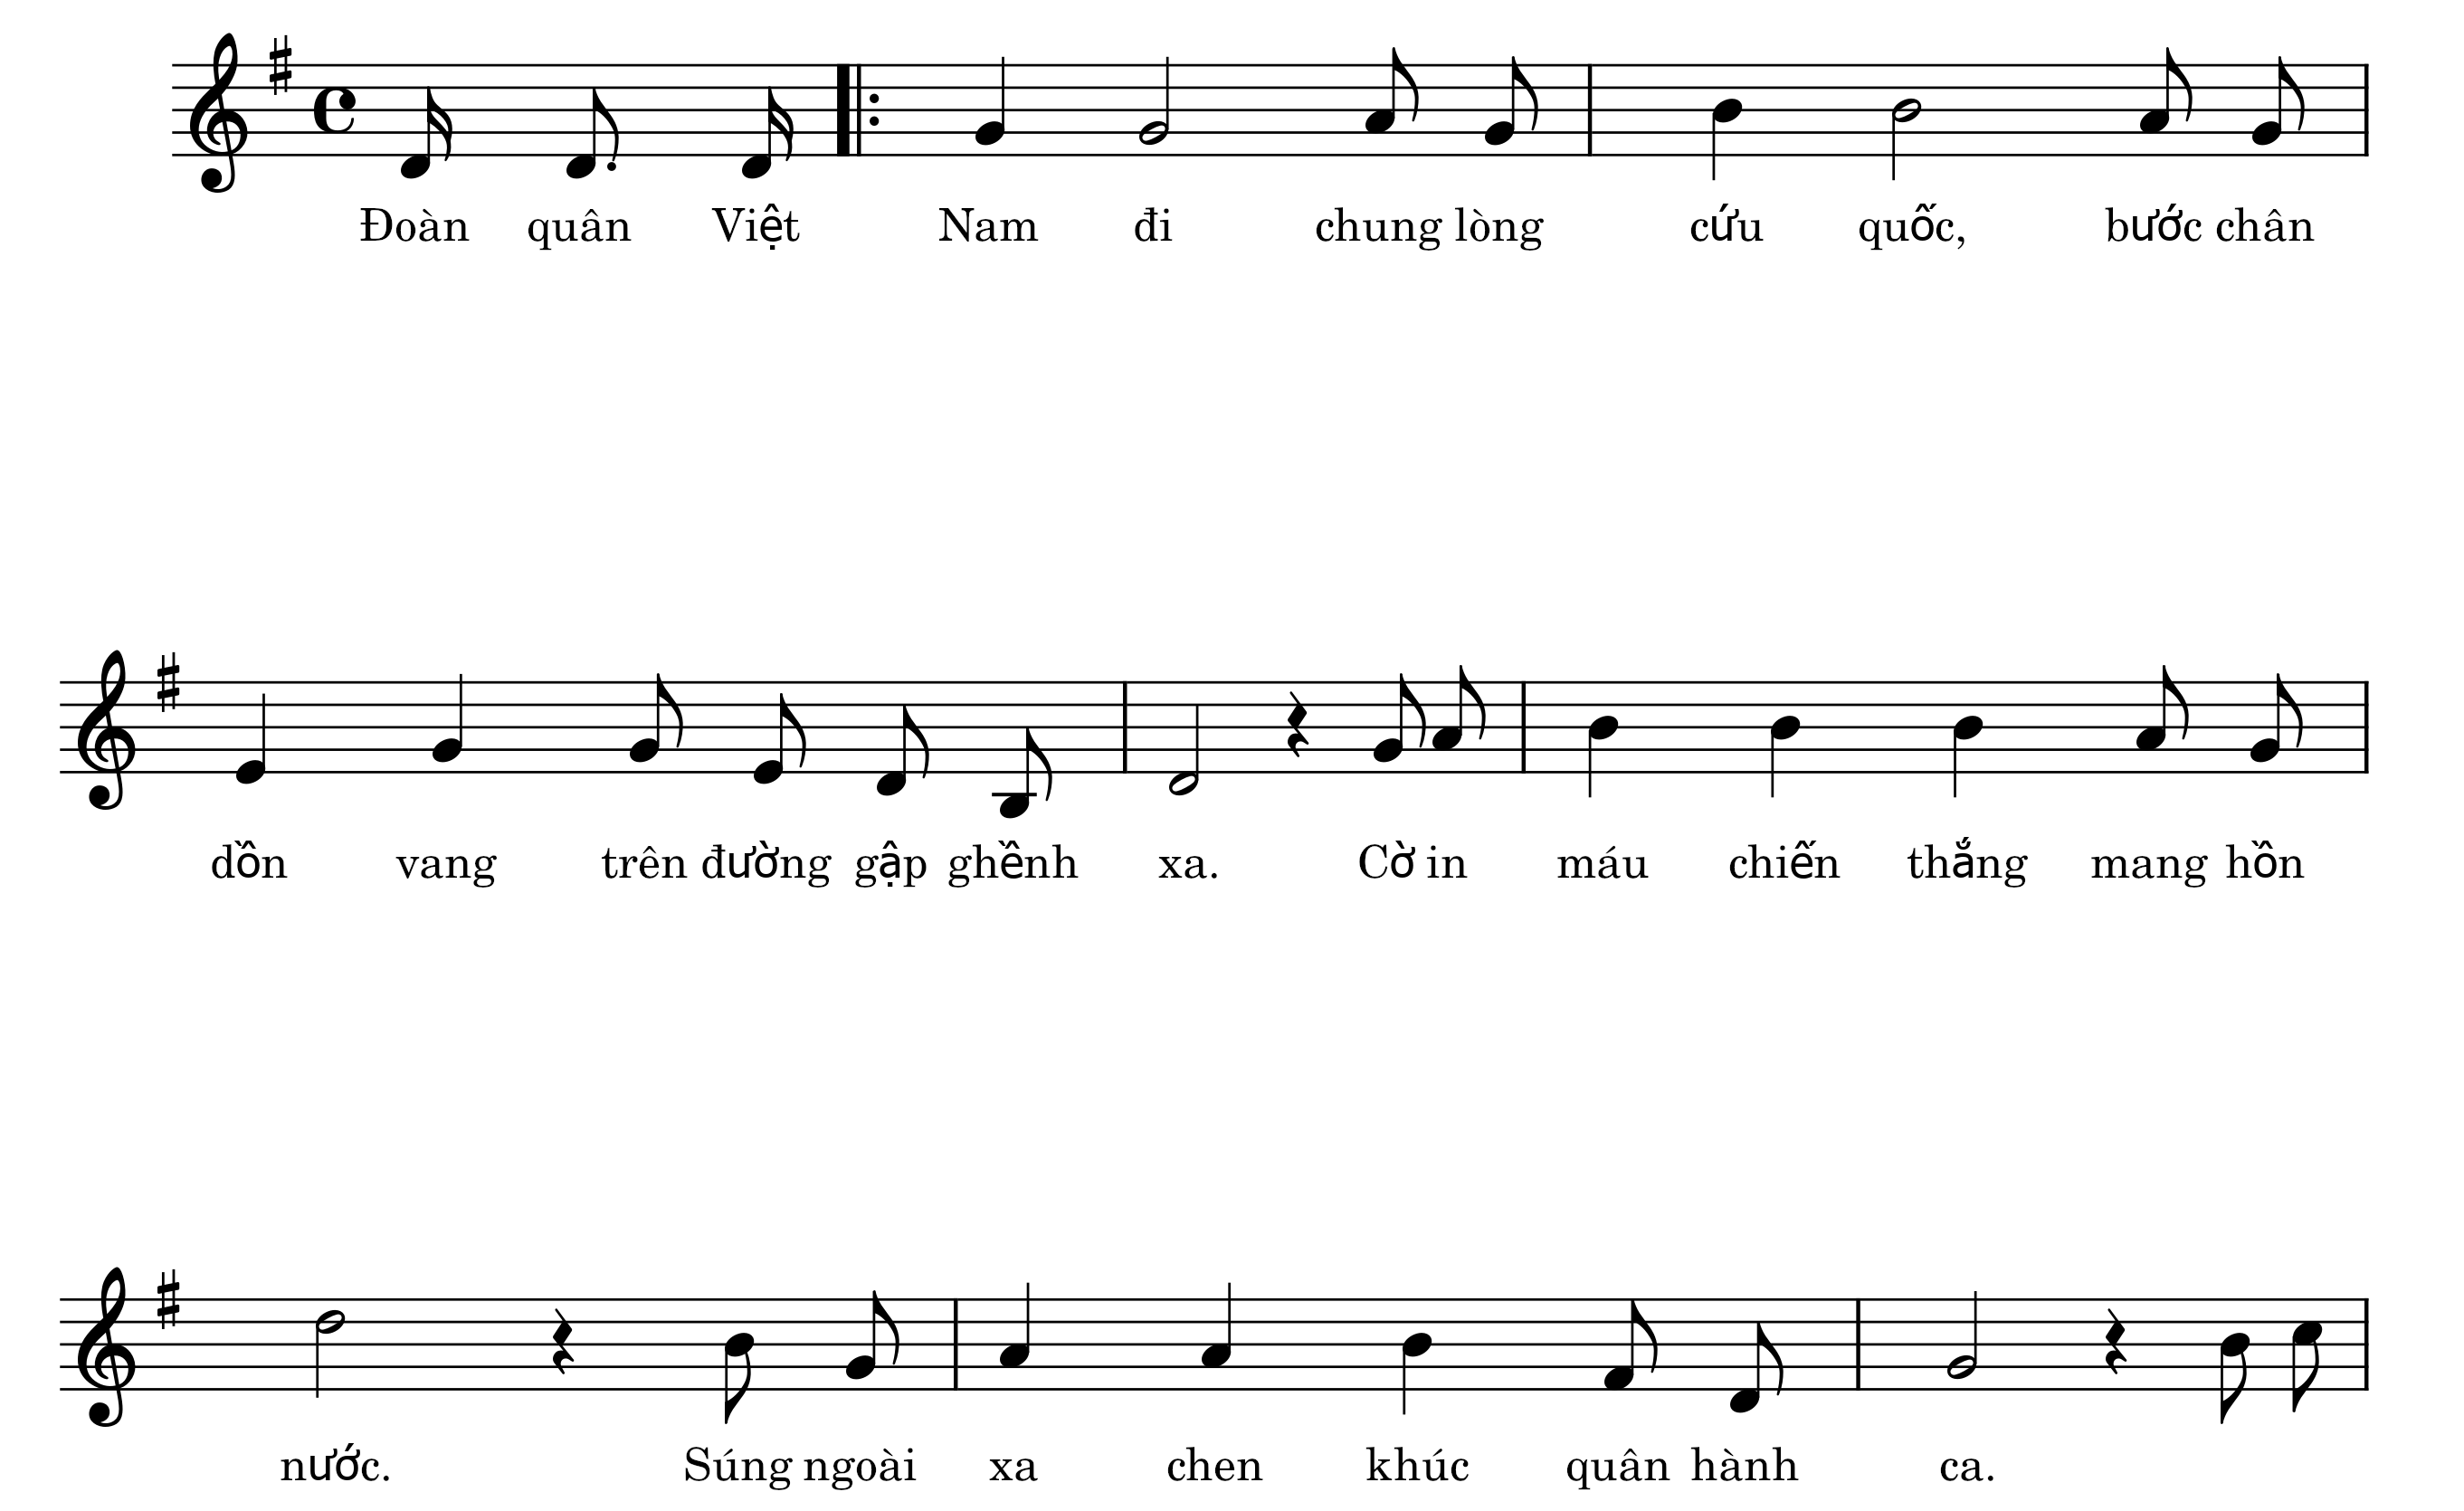 Đoàn quân Việt Nam đi chung lòng cứu quốc, bước chân
dồn vang trên đường gập ghềnh xa. Cờ in máu chiến thắng mang hồn
nước. Súng ngoài xa chen khúc quân hành ca.